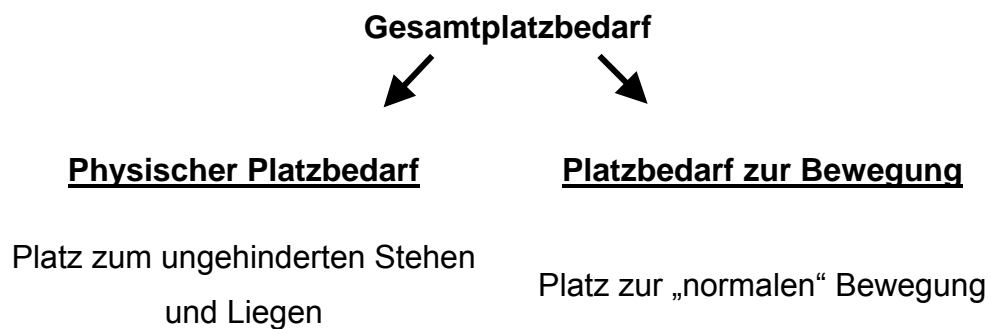 Gesamtplatzbedarf
Physischer Platzbedarf
Platzbedarf zur Bewegung
Platz zum ungehinderten Stehen
und Liegen
Platz zur „normalen“ Bewegung